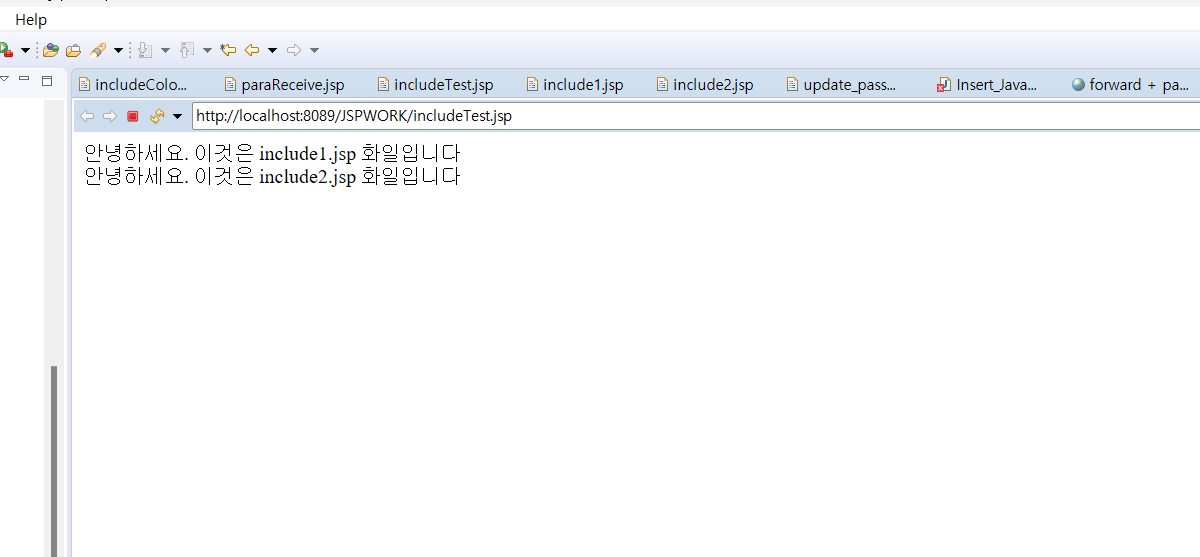 Help
includeColo... paraReceive.jsp includeTest.jsp include1.jsp include2.jsp update_pass... Insert_Java... forward + pa...
http://localhost:8089/JSPWORK/includeTest.jsp
안녕하세요. 이것은 include1.jsp 화일입니다
안녕하세요. 이것은 include2.jsp 화일입니다